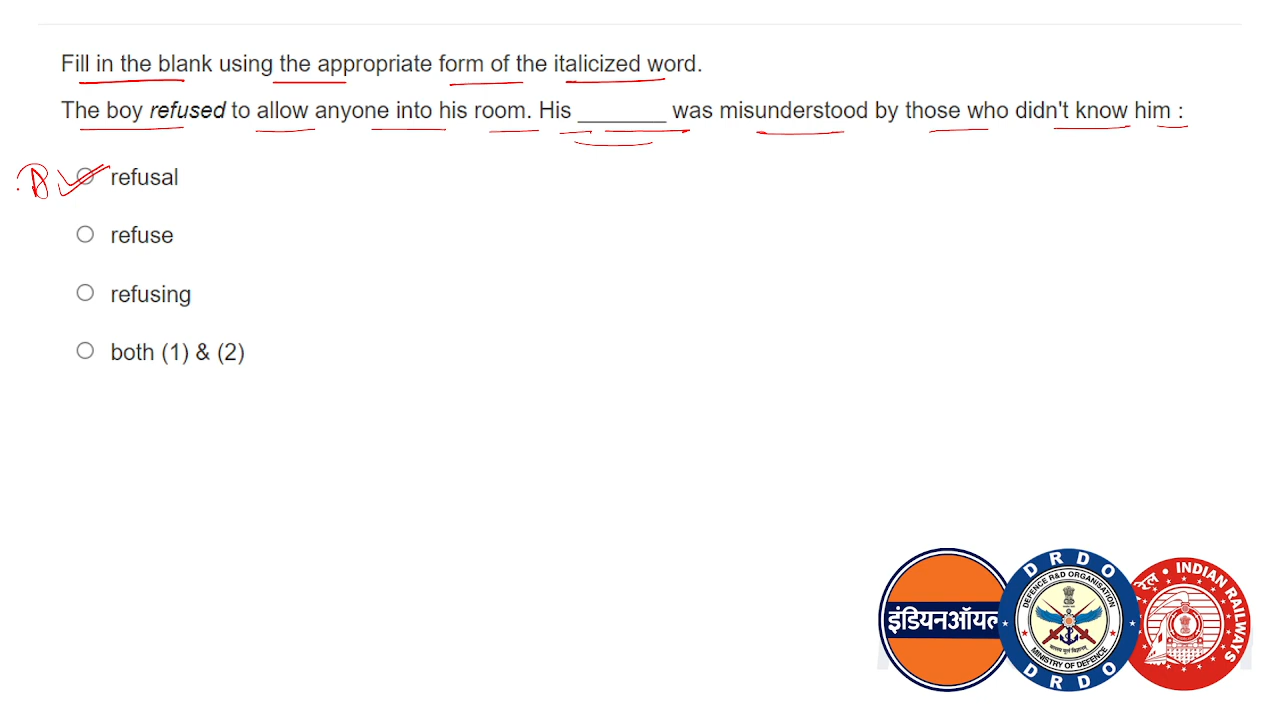 Fill in the blank using the appropriate form of the italicized word.
The boy refused to allow anyone into his room. His ________ was misunderstood by those who didn't know him :
A refusal
refuse
refusing
both (1) & (2)
इंडियनऑयल
DRDO
DEFENCE R&D ORGANISATION
MINISTRY OF DEFENCE
DRDO
रेल • INDIAN RAILWAYS